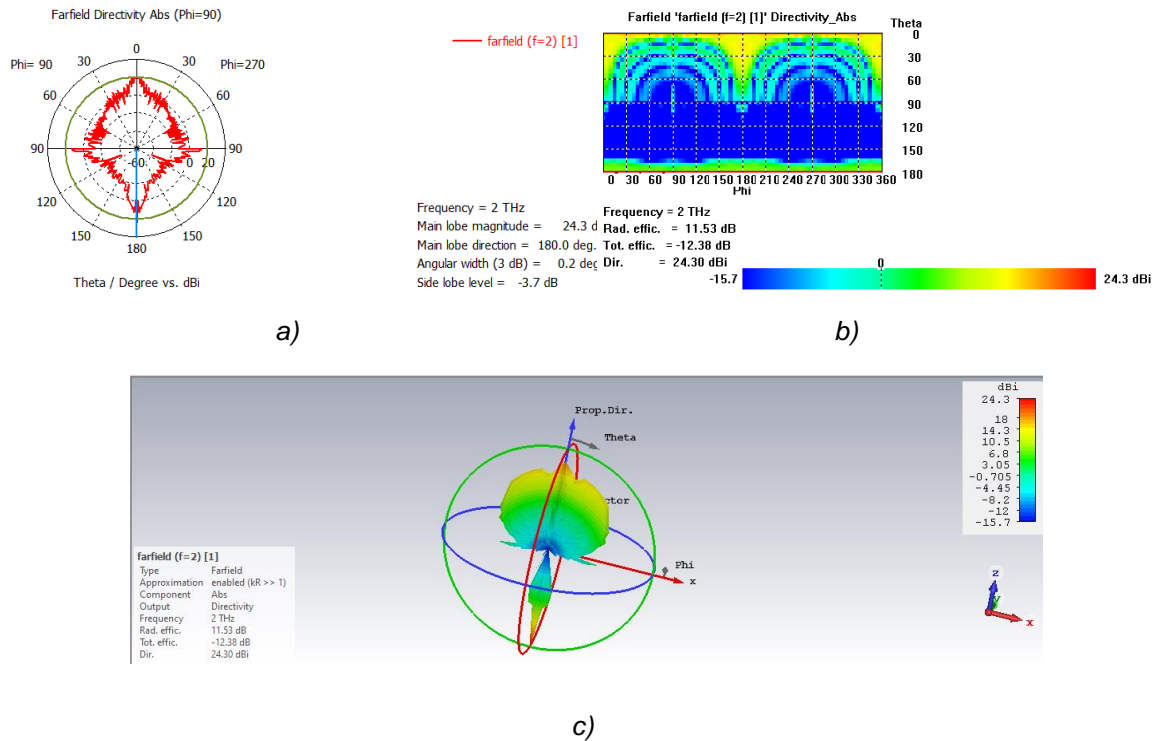 Farfield Directivity Abs (Phi=90)
0
30
30
Phi= 90
Phi=270
60
60
90
-60
0
20
90
120
120
150
150
180
Theta / Degree vs. dBi
farfield (f=2) [1]
Frequency = 2 THz
Main lobe magnitude = 24.3 d
Main lobe direction = 180.0 deg.
Angular width (3 dB) = 0.2 deg
Side lobe level = -3.7 dB
a)
Farfield 'farfield (f=2) [1]' Directivity_Abs
Theta
0
30
60
90
120
150
180
0 30 60 90 120 150 180 210 240 270 300 330 360
Phi
Frequency = 2 THz
Rad. effic. = 11.53 dB
Tot. effic. = -12.38 dB
Dir. = 24.30 dBi
0
-15.7
24.3 dBi
b)
Prop.Dir.
Theta
ctor
Phi
x
z
y
x
dBi
24.3
18
14.3
10.5
6.8
3.05
-0.705
-4.45
-8.2
-12
-15.7
farfield (f=2) [1]
Type Farfield
Approximation enabled (kR >> 1)
Component Abs
Output Directivity
Frequency 2 THz
Rad. effic. 11.53 dB
Tot. effic. -12.38 dB
Dir. 24.30 dBi
c)